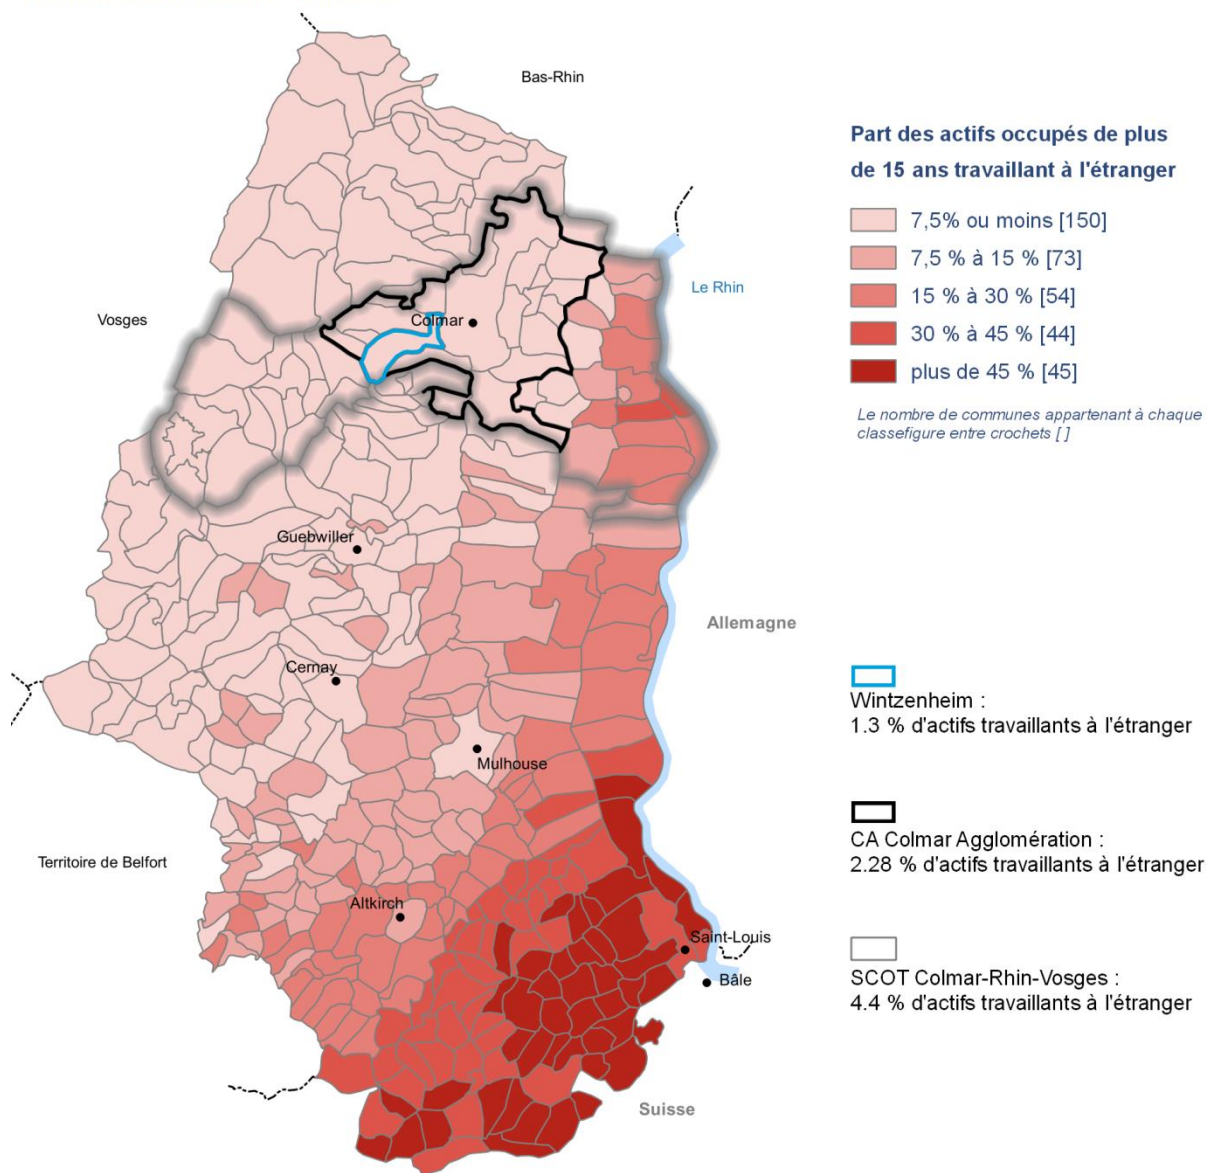 Bas-Rhin
Vosges
Le Rhin
Colmar
Guebwiller
Allemagne
Cernay
Mulhouse
Territoire de Belfort
Altkirch
Saint-Louis
Bâle
Suisse
Part des actifs occupés de plus
de 15 ans travaillant à l'étranger
7,5% ou moins [150]
7,5 % à 15 % [73]
15 % à 30 % [54]
30 % à 45 % [44]
plus de 45 % [45]
Le nombre de communes appartenant à chaque
classefigure entre crochets [ ]
Wintzenheim :
1.3 % d'actifs travaillants à l'étranger
CA Colmar Agglomération :
2.28 % d'actifs travaillants à l'étranger
SCOT Colmar-Rhin-Vosges :
4.4 % d'actifs travaillants à l'étranger